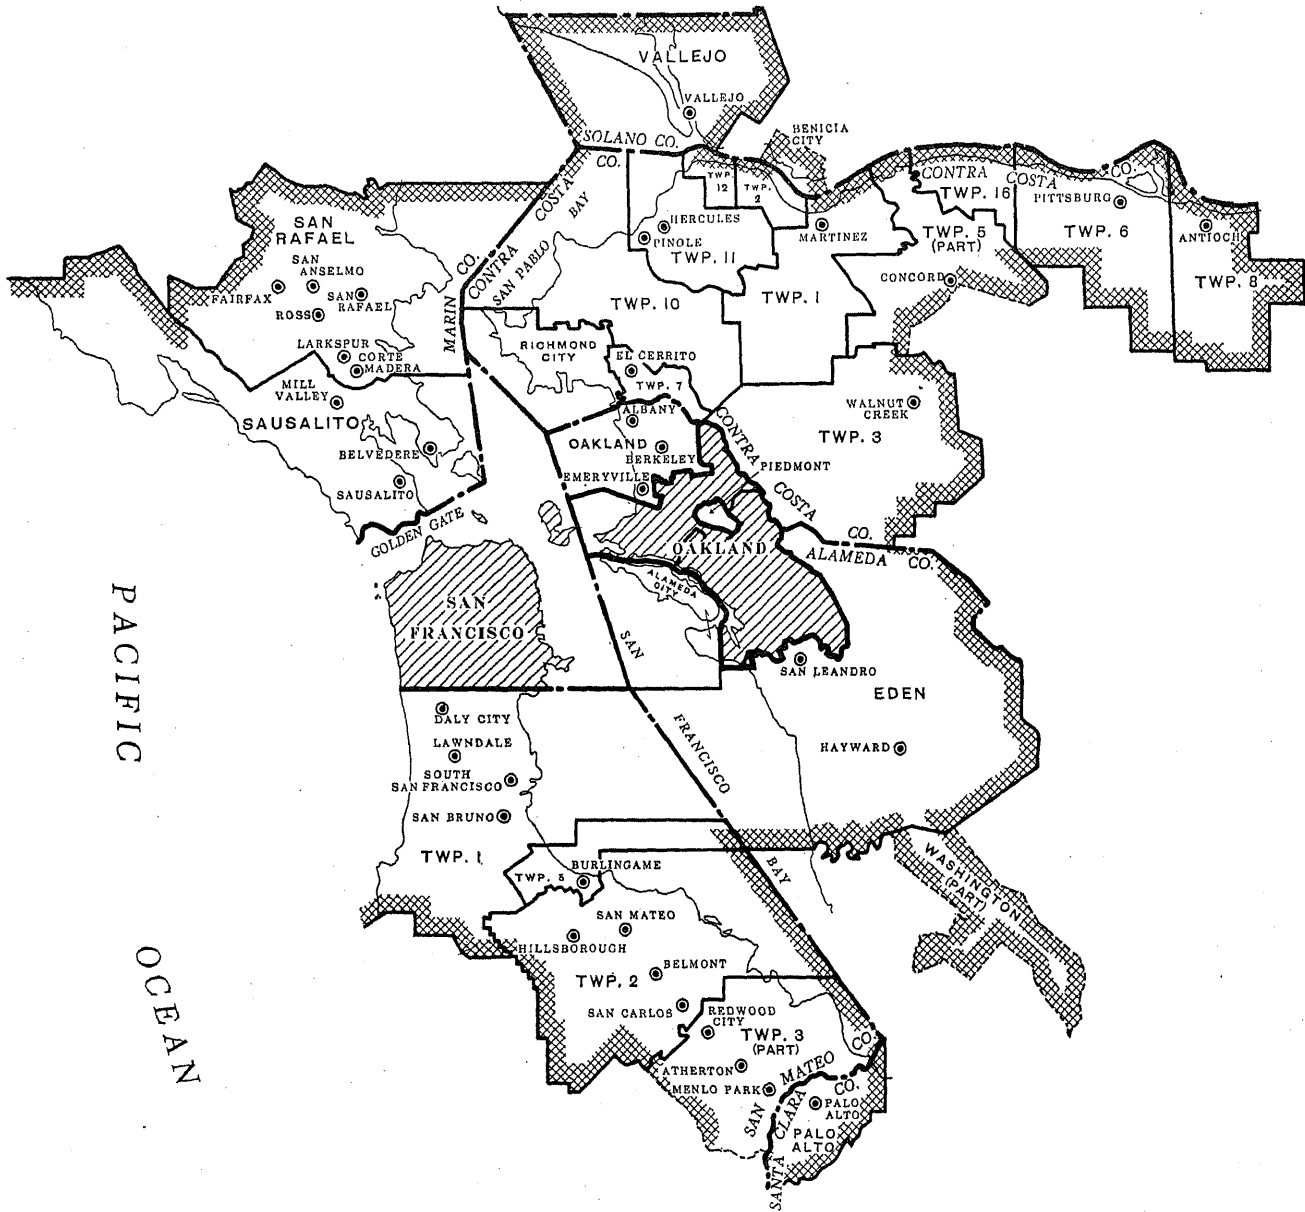 VALLEJO
VALLEJO
SOLANO CO.
BENICIA
CITY
CO.
CONTRA COSTA
BAY
SAN PABLO
MARIN CO.
TWP.
12
TWP.
2
CONTRA COSTA CO.
TWP. 16
PITTSBURG
TWP. 5
(PART)
TWP. 6
ANTIOCH
TWP. 8
HERCULES
PINOLE
TWP. 11
MARTINEZ
CONCORD
SAN
RAFAEL
SAN
ANSELMO
FAIRFAX
SAN
RAFAEL
ROSS
LARKSPUR
CORTE
MADERA
MILL
VALLEY
SAUSALITO
BELVEDERE
SAUSALITO
GOLDEN GATE
TWP. 10
TWP. 1
RICHMOND
CITY
EL CERRITO
TWP. 7
ALBANY
OAKLAND
BERKELEY
EMERYVILLE
WALNUT
CREEK
TWP. 3
CONTRA COSTA CO.
PIEDMONT
ALAMEDA CO.
OAKLAND
ALAMEDA
CITY
SAN
FRANCISCO
SAN FRANCISCO BAY
SAN LEANDRO
EDEN
HAYWARD
PACIFIC
OCEAN
DALY CITY
LAWNDALE
SOUTH
SAN FRANCISCO
SAN BRUNO
TWP. 1
TWP. 5
BURLINGAME
WASHINGTON
(PART)
SAN MATEO
HILLSBOROUGH
TWP. 2
BELMONT
SAN CARLOS
REDWOOD
CITY
TWP. 3
(PART)
ATHERTON
MENLO PARK
SAN MATEO CO.
SANTA CLARA CO.
PALO
ALTO
PALO
ALTO